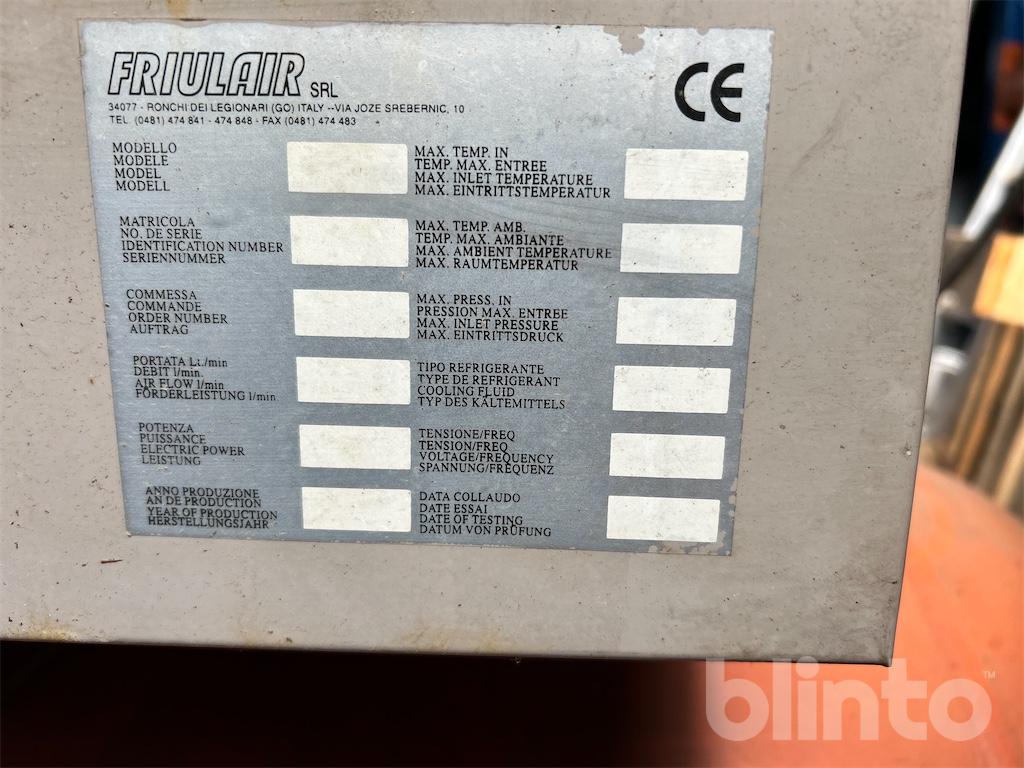 FRIULAIR SRL
34077 - RONCHI DEI LEGIONARI (GO) ITALY --VIA JOZE SREBERNIC, 10
TEL. (0481) 474 841 - 474 848 - FAX (0481) 474 483
CE
MODELLO
MODELE
MODEL
MODELL
MAX. TEMP. IN
TEMP. MAX. ENTREE
MAX. INLET TEMPERATURE
MAX. EINTRITTSTEMPERATUR
MATRICOLA
NO. DE SERIE
IDENTIFICATION NUMBER
SERIENNUMMER
MAX. TEMP. AMB.
TEMP. MAX. AMBIANTE
MAX. AMBIENT TEMPERATURE
MAX. RAUMTEMPERATUR
COMMESSA
COMMANDE
ORDER NUMBER
AUFTRAG
MAX. PRESS. IN
PRESSION MAX. ENTREE
MAX. INLET PRESSURE
MAX. EINTRITTSDRUCK
PORTATA Lt./min
DEBIT l/min.
AIR FLOW l/min
FÖRDERLEISTUNG l/min
TIPO REFRIGERANTE
TYPE DE REFRIGERANT
COOLING FLUID
TYP DES KÄLTEMITTELS
POTENZA
PUISSANCE
ELECTRIC POWER
LEISTUNG
TENSIONE/FREQ
TENSION/FREQ
VOLTAGE/FREQUENCY
SPANNUNG/FREQUENZ
ANNO PRODUZIONE
AN DE PRODUCTION
YEAR OF PRODUCTION
HERSTELLUNGSJAHR
DATA COLLAUDO
DATE ESSAI
DATE OF TESTING
DATUM VON PRÜFUNG
blinto™